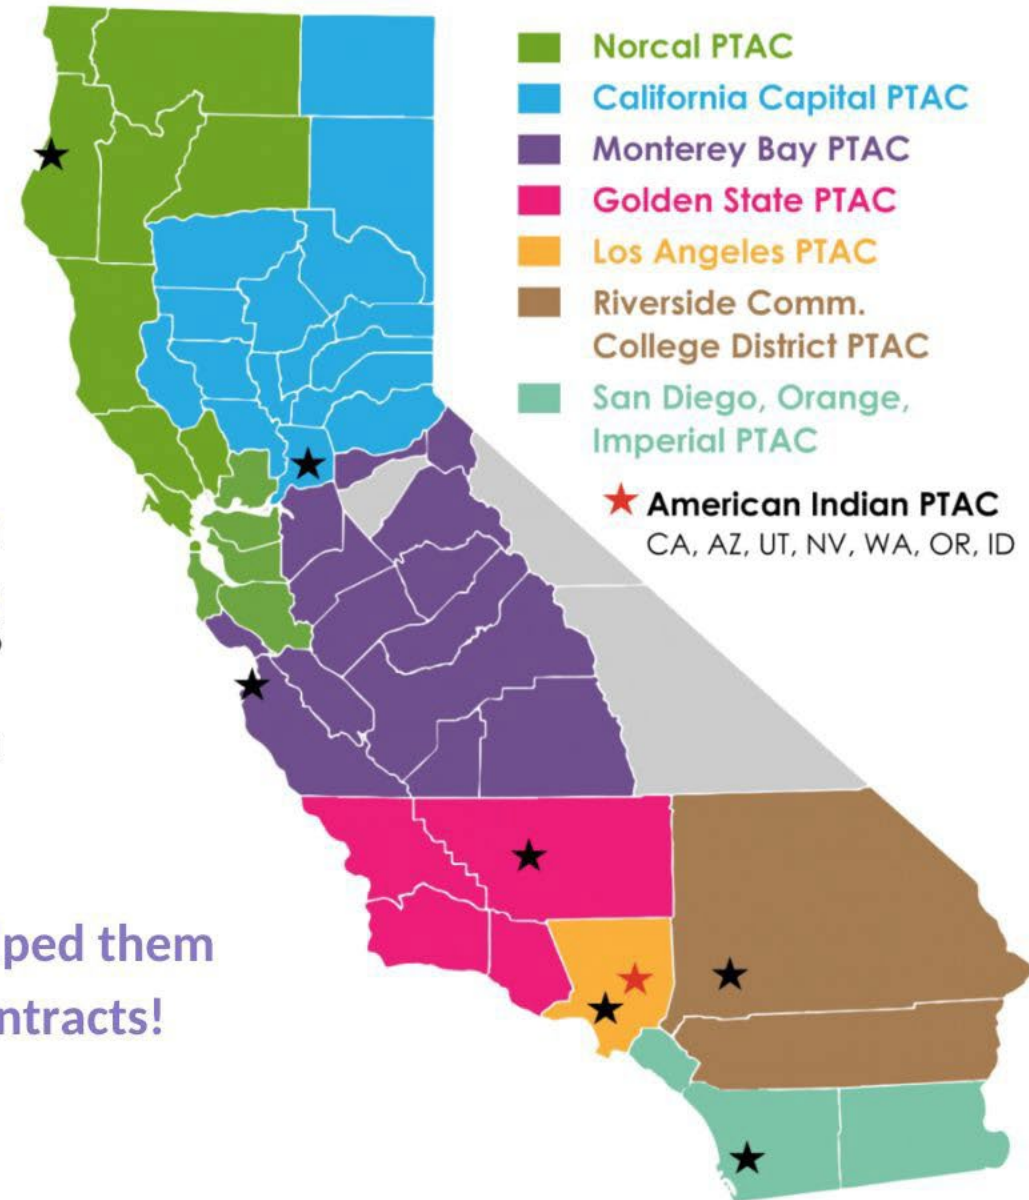 Norcal PTAC
California Capital PTAC
Monterey Bay PTAC
Golden State PTAC
Los Angeles PTAC
Riverside Comm.
College District PTAC
San Diego, Orange,
Imperial PTAC
American Indian PTAC
CA, AZ, UT, NV, WA, OR, ID
ped them
ntracts!